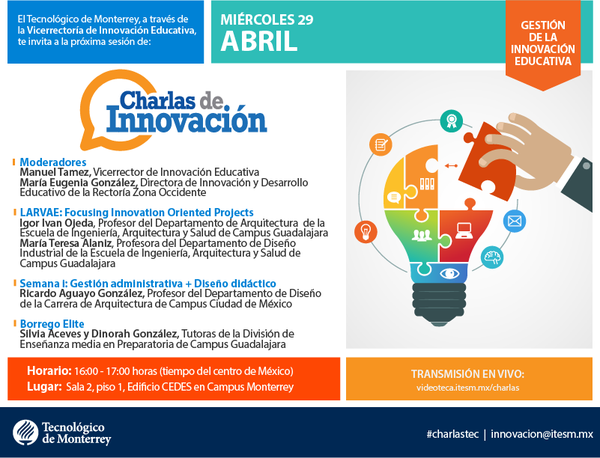 El Tecnológico de Monterrey, a través de
la Vicerrectoría de Innovación Educativa,
te invita a la próxima sesión de:
MIÉRCOLES 29
ABRIL
GESTIÓN
DE LA
INNOVACIÓN
EDUCATIVA
Charlas de
Innovación
Moderadores
Manuel Tamez, Vicerrector de Innovación Educativa
María Eugenia González, Directora de Innovación y Desarrollo
Educativo de la Rectoría Zona Occidente
LARVAE: Focusing Innovation Oriented Projects
Igor Ivan Ojeda, Profesor del Departamento de Arquitectura de la
Escuela de Ingeniería, Arquitectura y Salud de Campus Guadalajara
María Teresa Alaniz, Profesora del Departamento de Diseño
Industrial de la Escuela de Ingeniería, Arquitectura y Salud de
Campus Guadalajara
Semana i: Gestión administrativa + Diseño didáctico
Ricardo Aguayo González, Profesor del Departamento de Diseño
de la Carrera de Arquitectura de Campus Ciudad de México
Borrego Elite
Silvia Aceves y Dinorah González, Tutoras de la División de
Enseñanza media en Preparatoria de Campus Guadalajara
Horario: 16:00 - 17:00 horas (tiempo del centro de México)
Lugar: Sala 2, piso 1, Edificio CEDES en Campus Monterrey
TRANSMISIÓN EN VIVO:
videoteca.itesm.mx/charlas
Tecnológico
de Monterrey
#charlastec | innovacion@itesm.mx